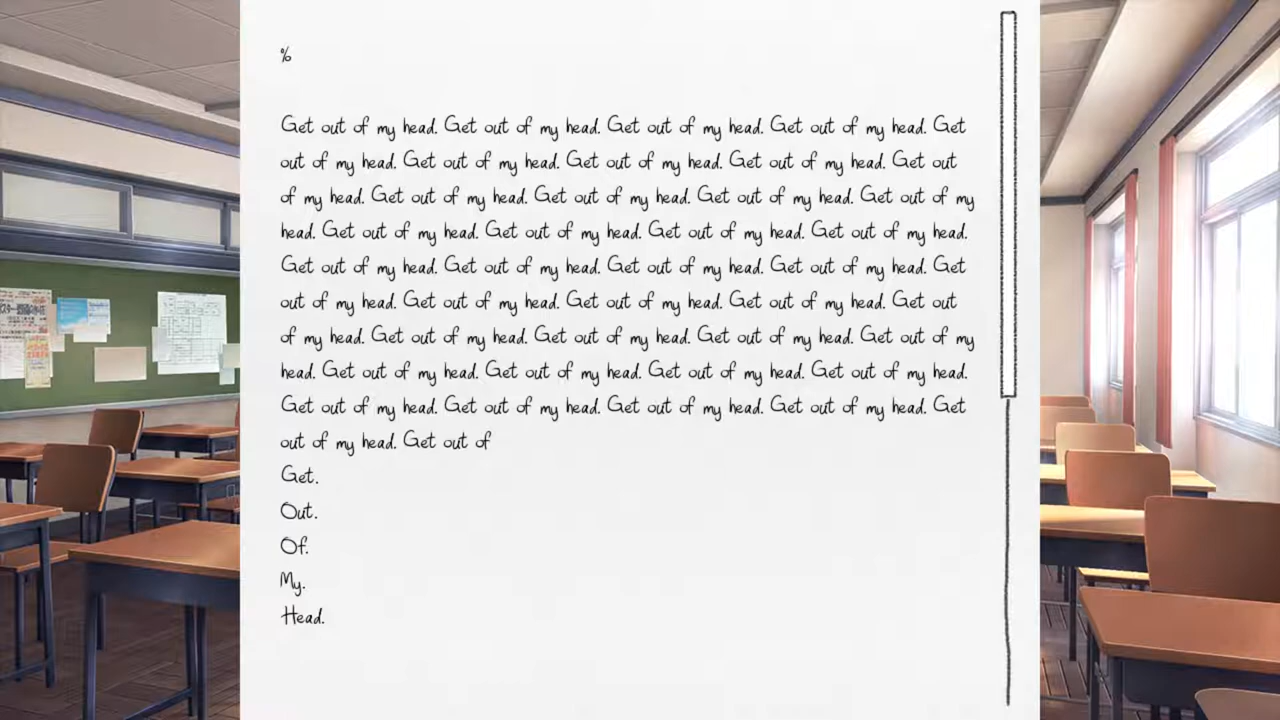 %
Get out of my head. Get out of my head. Get out of my head. Get out of my head. Get
out of my head. Get out of my head. Get out of my head. Get out of my head. Get out
of my head. Get out of my head. Get out of my head. Get out of my head. Get out of my
head. Get out of my head. Get out of my head. Get out of my head. Get out of my head.
Get out of my head. Get out of my head. Get out of my head. Get out of my head. Get
out of my head. Get out of my head. Get out of my head. Get out of my head. Get out
of my head. Get out of my head. Get out of my head. Get out of my head. Get out of my
head. Get out of my head. Get out of my head. Get out of my head. Get out of my head.
Get out of my head. Get out of my head. Get out of my head. Get out of my head. Get
out of my head. Get out of
Get.
Out.
Of.
My.
Head.